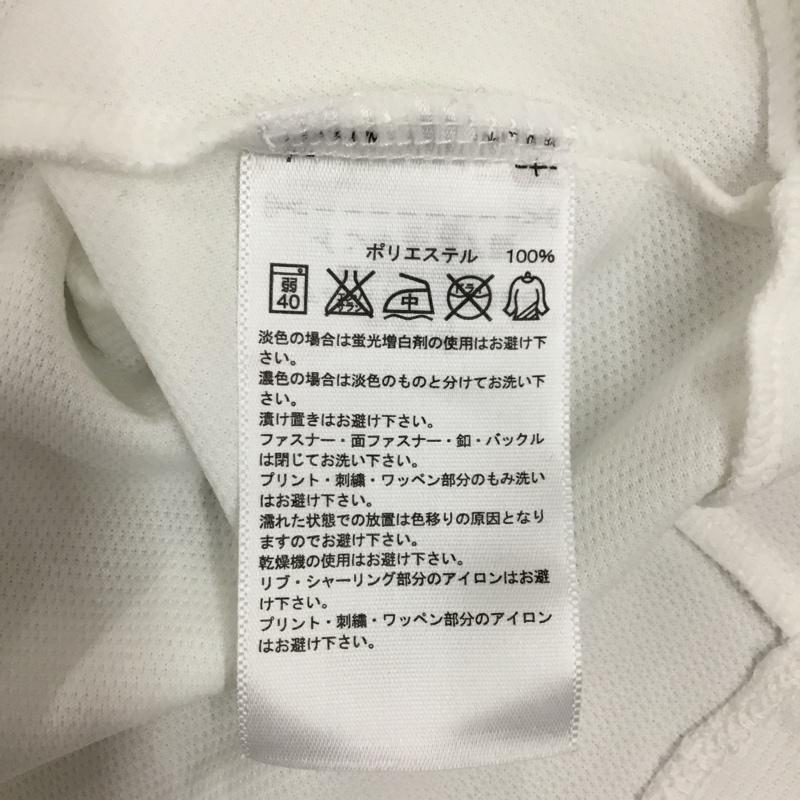 ポリエステル 100%
弱 40 エンソ サラシ 中 ドライ
淡色の場合は蛍光増白剤の使用はお避け下
さい。
濃色の場合は淡色のものと分けてお洗い下
さい。
漬け置きはお避け下さい。
ファスナー・面ファスナー・釦・バックル
は閉じてお洗い下さい。
プリント・刺繍・ワッペン部分のもみ洗い
はお避け下さい。
濡れた状態での放置は色移りの原因となり
ますのでお避け下さい。
乾燥機の使用はお避け下さい。
リブ・シャーリング部分のアイロンはお避
け下さい。
プリント・刺繍・ワッペン部分のアイロン
はお避け下さい。